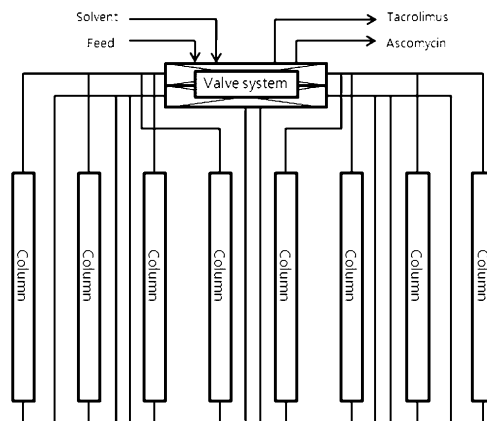 Solvent
Tacrolimus
Feed
Ascomycin
Valve system
Column
Column
Column
Column
Column
Column
Column
Column